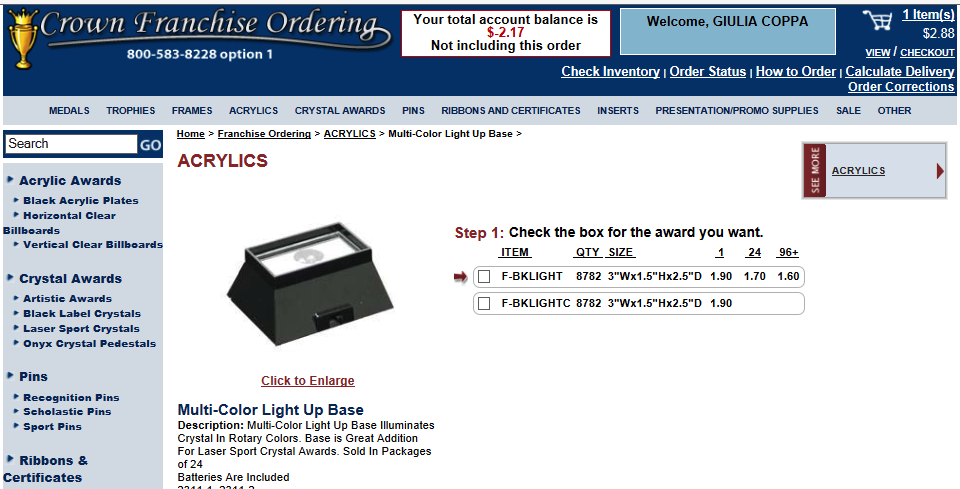 Crown Franchise Ordering
800-583-8228 option 1
Your total account balance is
$-2.17
Not including this order
Welcome, GIULIA COPPA
1 Item(s)
$2.88
VIEW / CHECKOUT
Check Inventory | Order Status | How to Order | Calculate Delivery
Order Corrections
MEDALS TROPHIES FRAMES ACRYLICS CRYSTAL AWARDS PINS RIBBONS AND CERTIFICATES INSERTS PRESENTATION/PROMO SUPPLIES SALE OTHER
Search GO
Acrylic Awards
Black Acrylic Plates
Horizontal Clear
Billboards
Vertical Clear Billboards
Crystal Awards
Artistic Awards
Black Label Crystals
Laser Sport Crystals
Onyx Crystal Pedestals
Pins
Recognition Pins
Scholastic Pins
Sport Pins
Ribbons &
Certificates
Home > Franchise Ordering > ACRYLICS > Multi-Color Light Up Base >
ACRYLICS
SEE MORE
ACRYLICS
Click to Enlarge
Multi-Color Light Up Base
Description: Multi-Color Light Up Base Illuminates
Crystal In Rotary Colors. Base is Great Addition
For Laser Sport Crystal Awards. Sold In Packages
of 24
Batteries Are Included
Step 1: Check the box for the award you want.
ITEM QTY SIZE 1 24 96+
F-BKLIGHT 8782 3"Wx1.5"Hx2.5"D 1.90 1.70 1.60
F-BKLIGHTC 8782 3"Wx1.5"Hx2.5"D 1.90